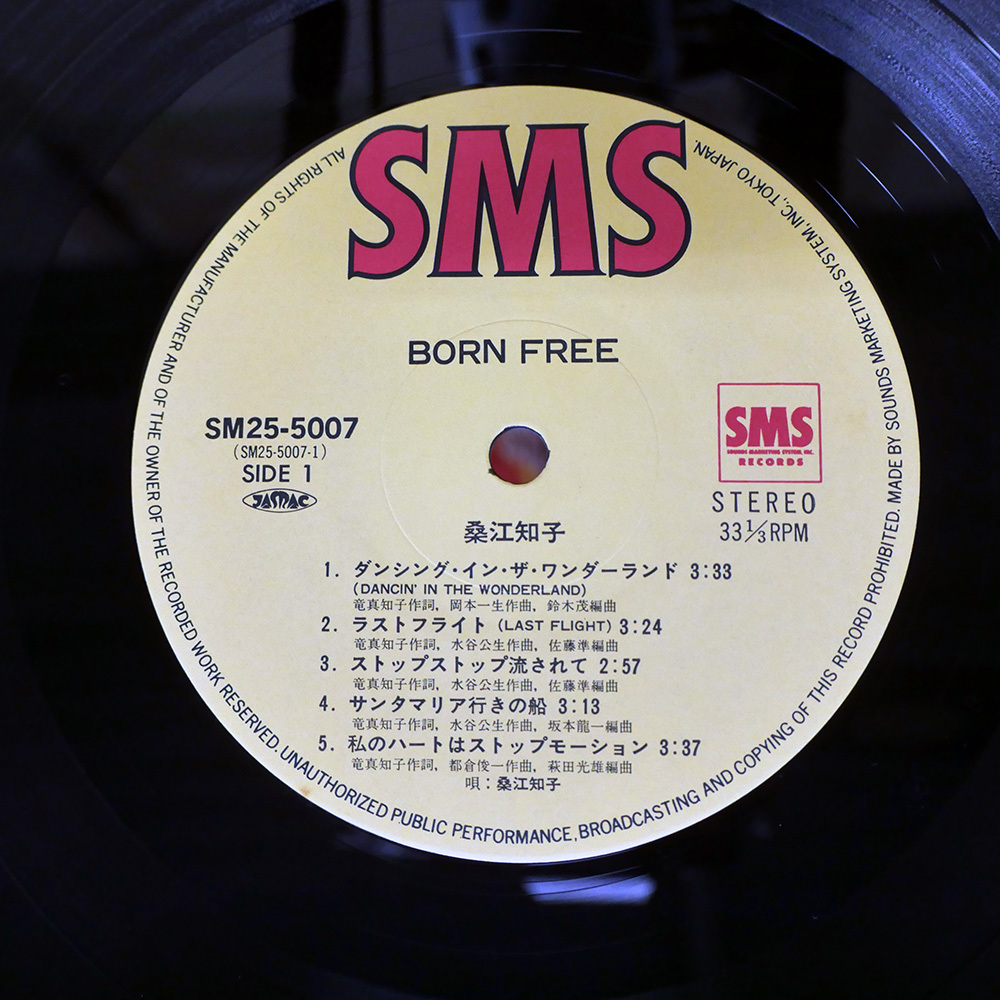 SMS
BORN FREE
SM25-5007
(SM25-5007-1)
SIDE 1
JASRAC
SMS
SOUNDS MARKETING SYSTEM, INC.
RECORDS
STEREO
33 1/3 RPM
桑江知子
1. ダンシング・イン・ザ・ワンダーランド 3:33
(DANCIN' IN THE WONDERLAND)
竜真知子作詞, 岡本一生作曲, 鈴木茂編曲
2. ラストフライト (LAST FLIGHT) 3:24
竜真知子作詞, 水谷公生作曲, 佐藤準編曲
3. ストップストップ流されて 2:57
竜真知子作詞, 水谷公生作曲, 佐藤準編曲
4. サンタマリア行きの船 3:13
竜真知子作詞, 水谷公生作曲, 坂本龍一編曲
5. 私のハートはストップモーション 3:37
竜真知子作詞, 都倉俊一作曲, 萩田光雄編曲
唄：桑江知子
ALL RIGHTS OF THE MANUFACTURER AND OF THE OWNER OF THE RECORDED WORK RESERVED. UNAUTHORIZED PUBLIC PERFORMANCE, BROADCASTING AND COPYING OF THIS RECORD PROHIBITED. MADE BY SOUNDS MARKETING SYSTEM, INC., TOKYO JAPAN.